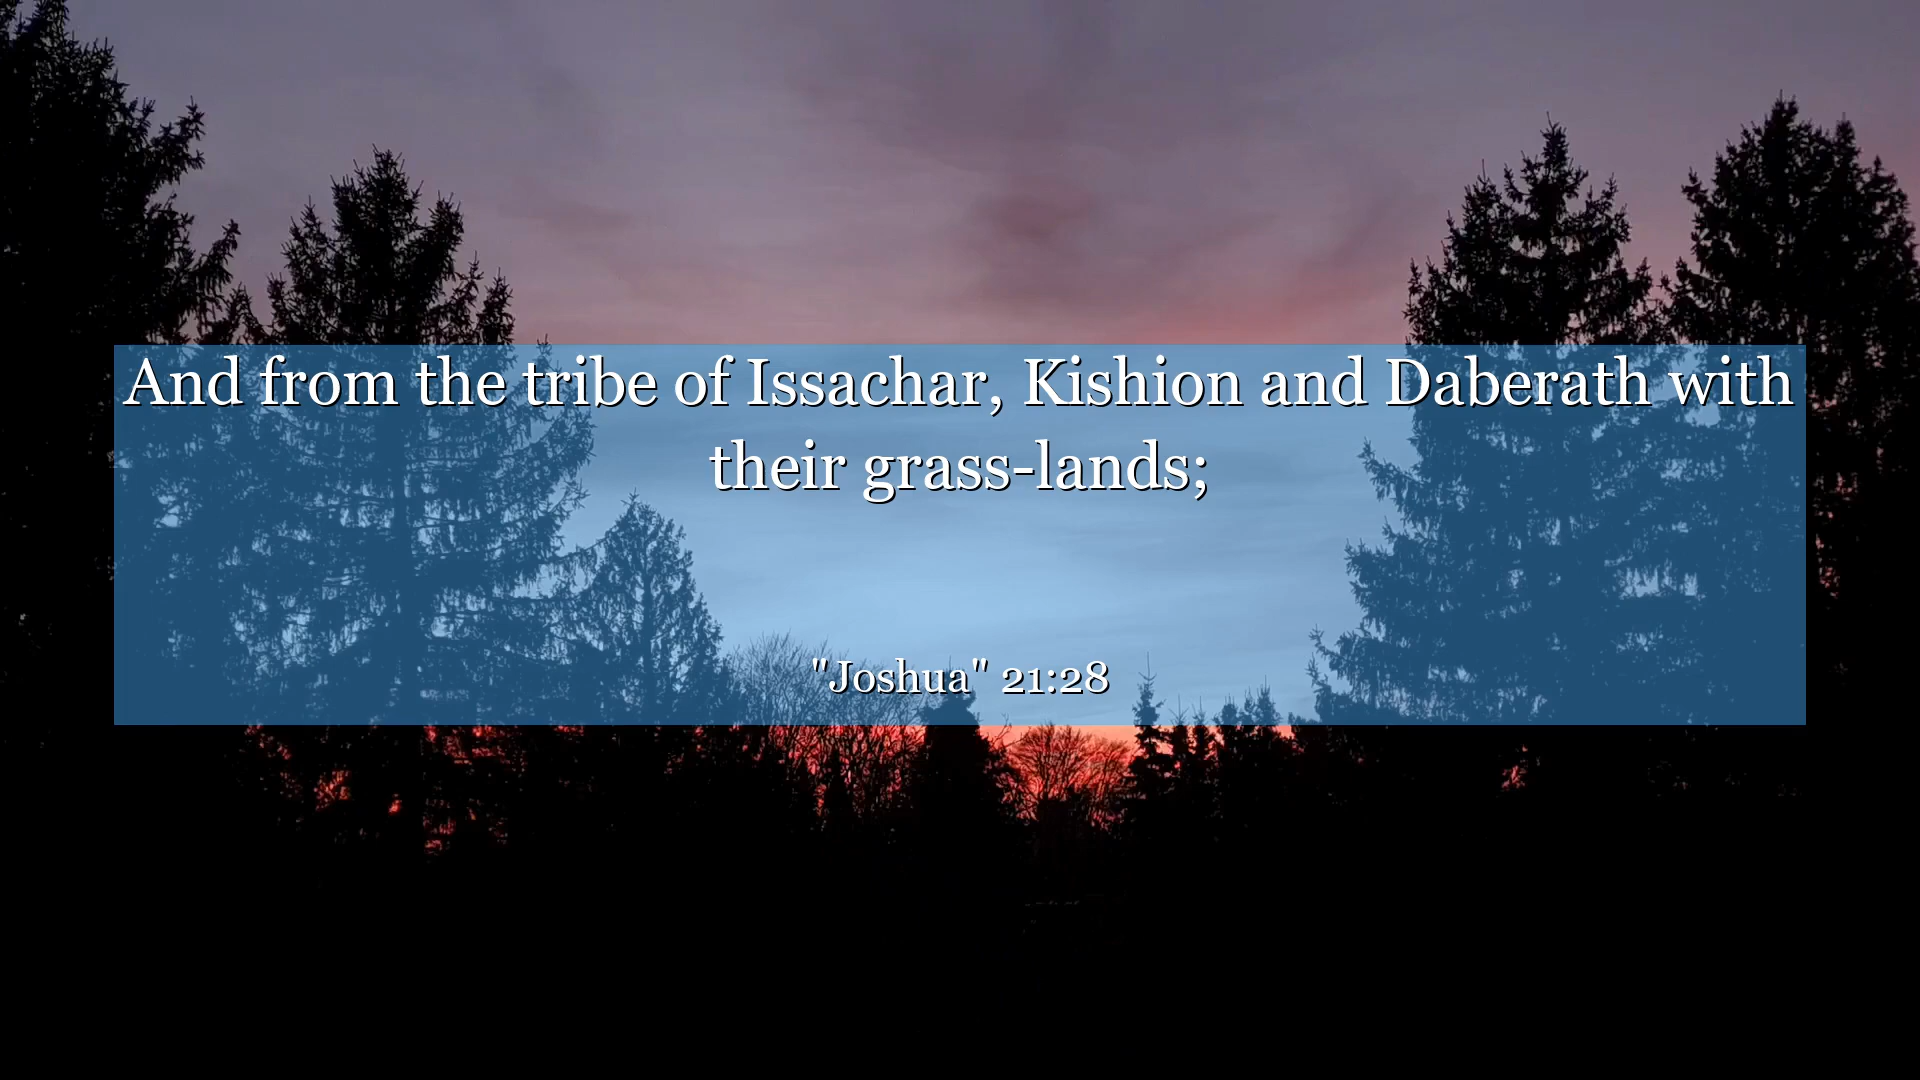 And from the tribe of Issachar, Kishion and Daberath with
their grass-lands;
"Joshua" 21:28